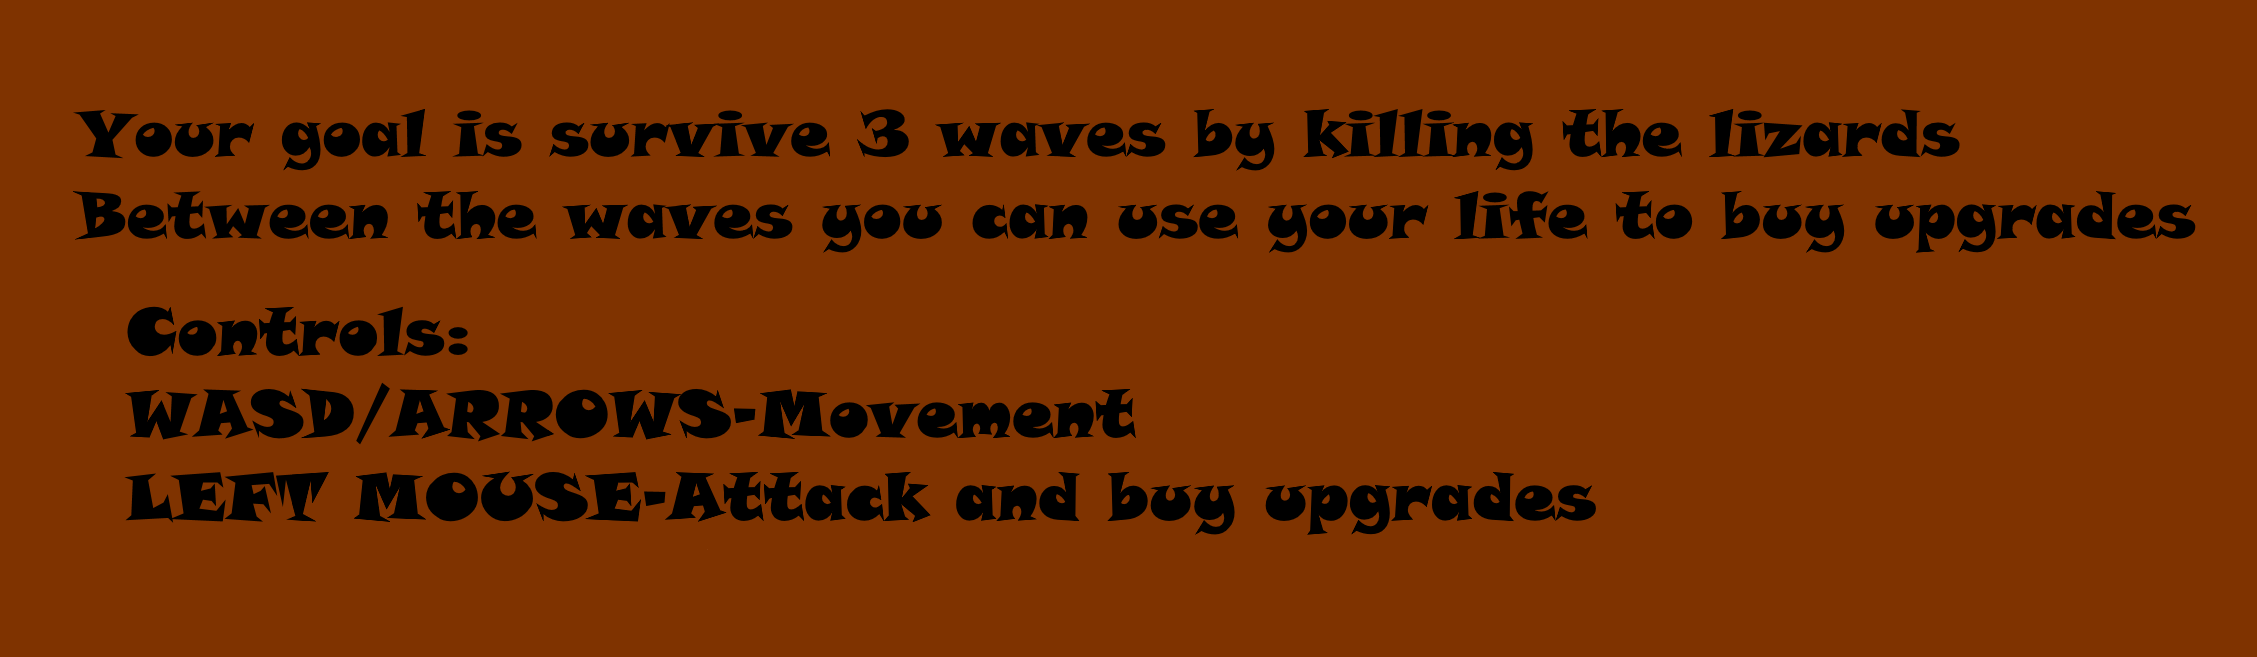 Your goal is survive 3 waves by killing the lizards
Between the waves you can use your life to buy upgrades
Controls:
WASD/ARROWS-Movement
LEFT MOUSE-Attack and buy upgrades